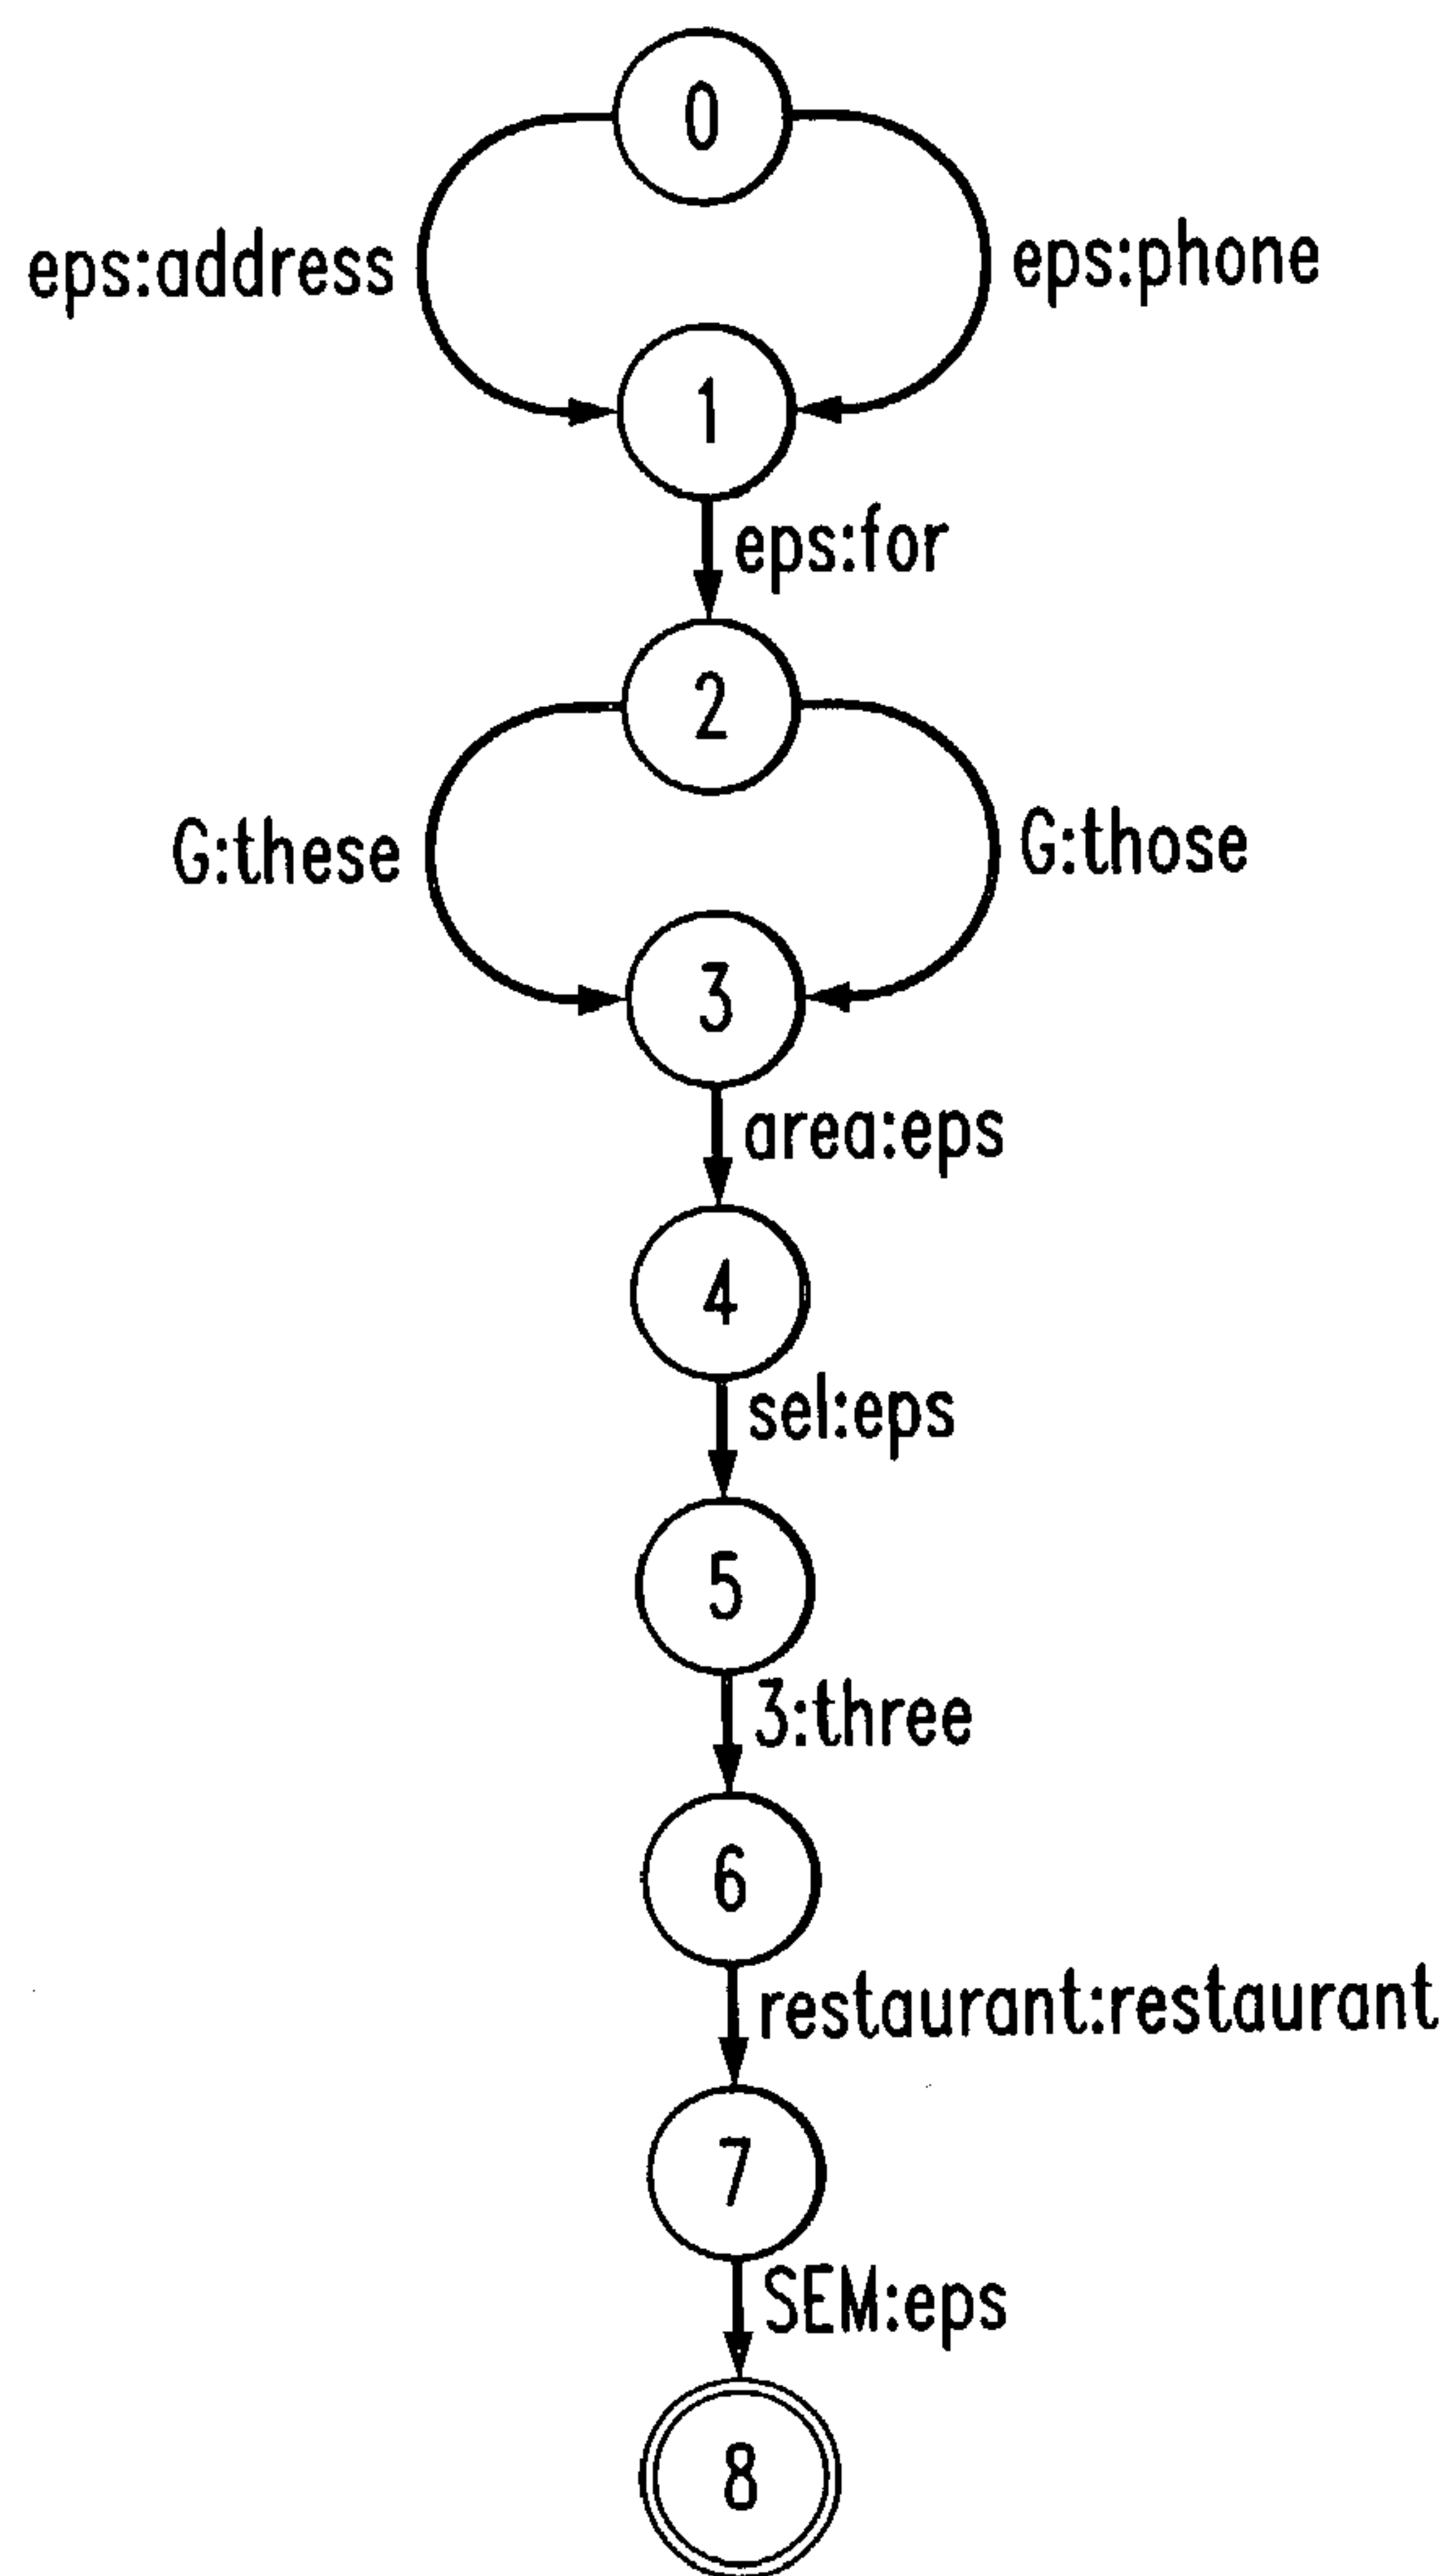 0
eps:address
eps:phone
1
eps:for
2
G:these
G:those
3
area:eps
4
sel:eps
5
3:three
6
restaurant:restaurant
7
SEM:eps
8